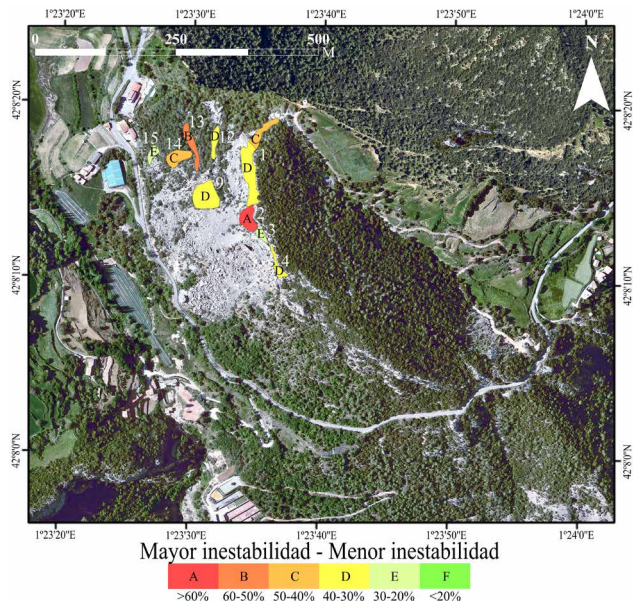 1°23'20"E 1°23'30"E 1°23'40"E 1°23'50"E 1°24'0"E
0 250 500
M
N
42°8'20"N 42°8'20"N
13
B
D
12
C
15
E
14
C
1
D
9
D
2
A
E
3
4
D
42°8'10"N 42°8'10"N
42°8'0"N 42°8'0"N
1°23'20"E 1°23'30"E 1°23'40"E 1°23'50"E 1°24'0"E
Mayor inestabilidad - Menor inestabilidad
A B C D E F
>60% 60-50% 50-40% 40-30% 30-20% <20%